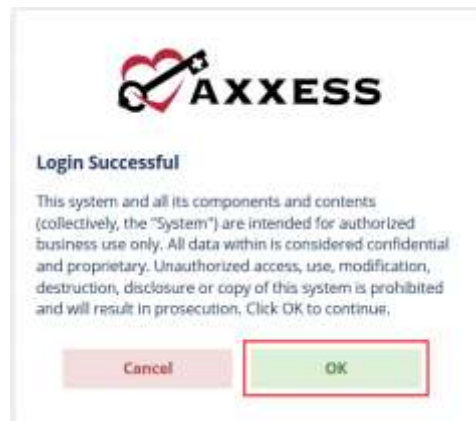 AXXESS
Login Successful
This system and all its components and contents
(collectively, the "System") are intended for authorized
business use only. All data within is considered confidential
and proprietary. Unauthorized access, use, modification,
destruction, disclosure or copy of this system is prohibited
and will result in prosecution. Click OK to continue.
Cancel OK